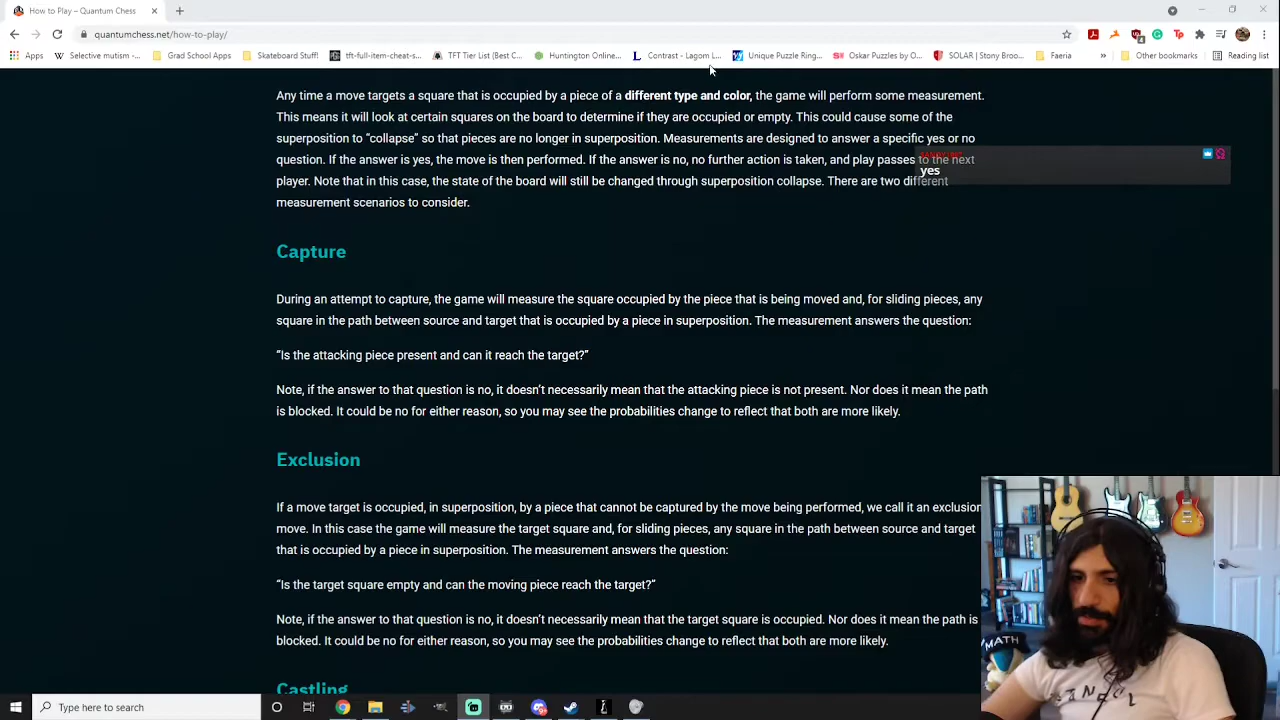 How to Play – Quantum Chess
quantumchess.net/how-to-play/
Apps
Selective mutism -...
Grad School Apps
Skateboard Stuff!
tft-full-item-cheat-s...
TFT Tier List (Best C...
Huntington Online...
Contrast - Lagom L...
Unique Puzzle Ring...
Oskar Puzzles by O...
SOLAR | Stony Broo...
Faeria
»
Other bookmarks
Reading list
Any time a move targets a square that is occupied by a piece of a different type and color, the game will perform some measurement.
This means it will look at certain squares on the board to determine if they are occupied or empty. This could cause some of the
superposition to “collapse” so that pieces are no longer in superposition. Measurements are designed to answer a specific yes or no
question. If the answer is yes, the move is then performed. If the answer is no, no further action is taken, and play passes to the next
player. Note that in this case, the state of the board will still be changed through superposition collapse. There are two different
measurement scenarios to consider.
yes
Capture
During an attempt to capture, the game will measure the square occupied by the piece that is being moved and, for sliding pieces, any
square in the path between source and target that is occupied by a piece in superposition. The measurement answers the question:
“Is the attacking piece present and can it reach the target?”
Note, if the answer to that question is no, it doesn’t necessarily mean that the attacking piece is not present. Nor does it mean the path
is blocked. It could be no for either reason, so you may see the probabilities change to reflect that both are more likely.
Exclusion
If a move target is occupied, in superposition, by a piece that cannot be captured by the move being performed, we call it an exclusion
move. In this case the game will measure the target square and, for sliding pieces, any square in the path between source and target
that is occupied by a piece in superposition. The measurement answers the question:
“Is the target square empty and can the moving piece reach the target?”
Note, if the answer to that question is no, it doesn’t necessarily mean that the target square is occupied. Nor does it mean the path is
blocked. It could be no for either reason, so you may see the probabilities change to reflect that both are more likely.
Castling
MATH
Type here to search